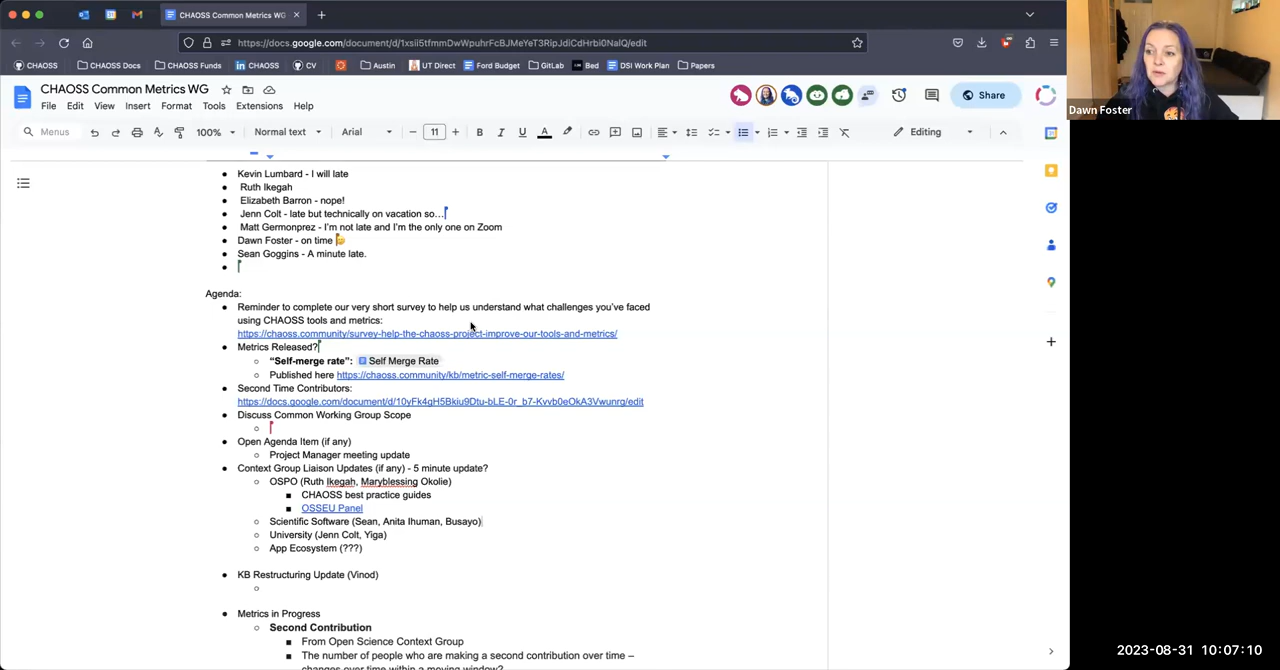 CHAOSS Common Metrics WG
https://docs.google.com/document/d/1xsii5tfmmDwWpuhrFcBJMeYeT3RipJdiCdHrbi0NalQ/edit
CHAOSS
CHAOSS Docs
CHAOSS Funds
CHAOSS
CV
Austin
UT Direct
Ford Budget
GitLab
Bed
DSI Work Plan
Papers
CHAOSS Common Metrics WG
File Edit View Insert Format Tools Extensions Help
Share
Menus
100%
Normal text
Arial
11
Editing
Kevin Lumbard - I will late
Ruth Ikegah
Elizabeth Barron - nope!
Jenn Colt - late but technically on vacation so…
Matt Germonprez - I'm not late and I'm the only one on Zoom
Dawn Foster - on time
Sean Goggins - A minute late.
Agenda:
Reminder to complete our very short survey to help us understand what challenges you've faced
using CHAOSS tools and metrics:
https://chaoss.community/survey-help-the-chaoss-project-improve-our-tools-and-metrics/
Metrics Released?
"Self-merge rate": Self Merge Rate
Published here https://chaoss.community/kb/metric-self-merge-rates/
Second Time Contributors:
https://docs.google.com/document/d/10yFk4gH5Bkiu9Dtu-bLE-0r_b7-Kvvb0eOkA3Vwunrg/edit
Discuss Common Working Group Scope
Open Agenda Item (if any)
Project Manager meeting update
Context Group Liaison Updates (if any) - 5 minute update?
OSPO (Ruth Ikegah, Maryblessing Okolie)
CHAOSS best practice guides
OSSEU Panel
Scientific Software (Sean, Anita Ihuman, Busayo)
University (Jenn Colt, Yiga)
App Ecosystem (???)
KB Restructuring Update (Vinod)
Metrics in Progress
Second Contribution
From Open Science Context Group
The number of people who are making a second contribution over time –
changes over time within a moving window?
Dawn Foster
2023-08-31 10:07:10